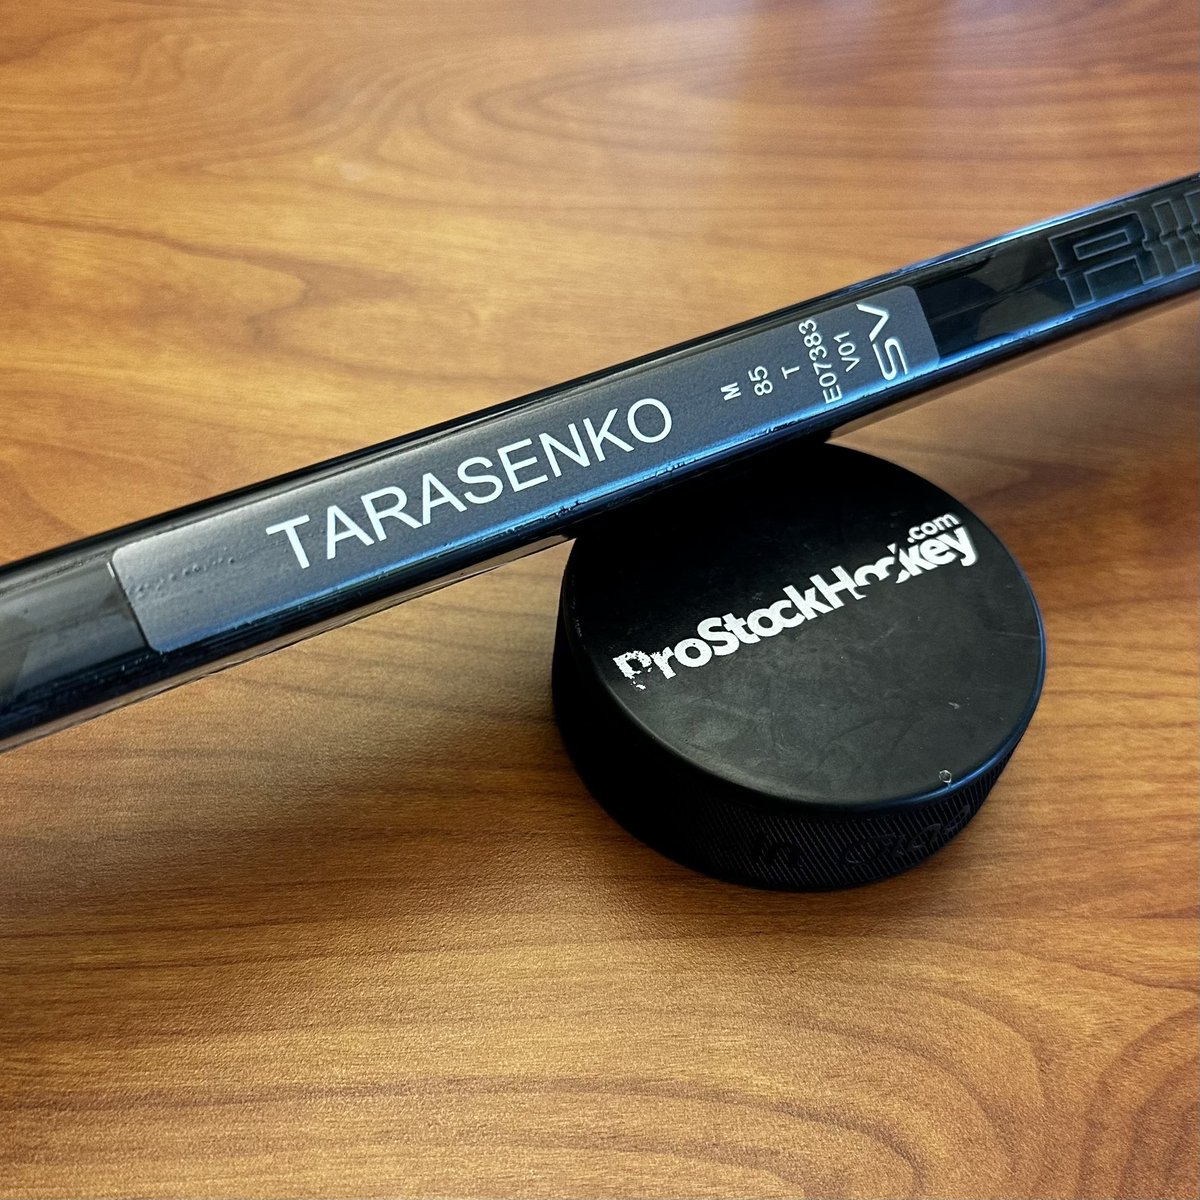 TARASENKO
M
85
T
E07383
V01
SV
ProStockHockey
.com